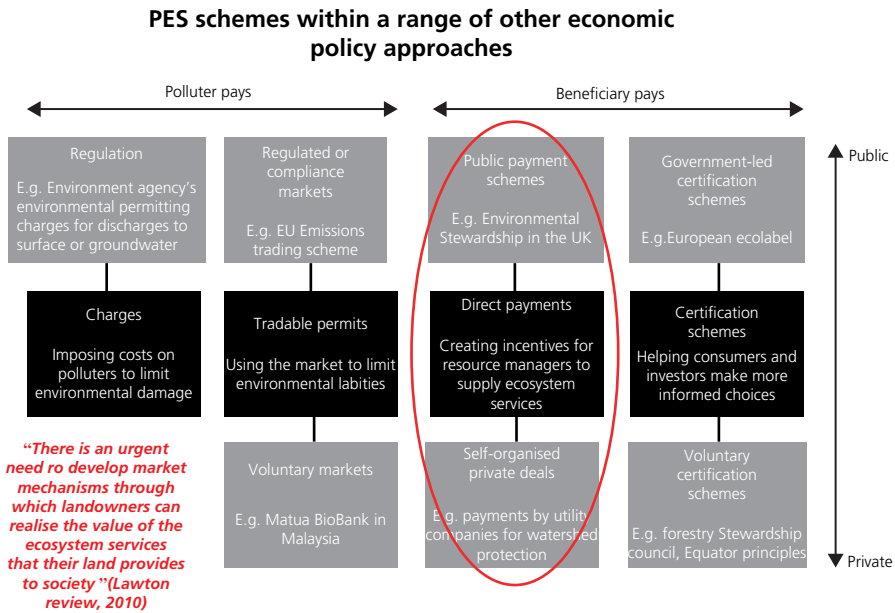 PES schemes within a range of other economic
policy approaches
Polluter pays
Beneficiary pays
Regulation
E.g. Environment agency's
environmental permitting
charges for discharges to
surface or groundwater
Regulated or
compliance
markets
E.g. EU Emissions
trading scheme
Public payment
schemes
E.g. Environmental
Stewardship in the UK
Government-led
certification
schemes
E.g.European ecolabel
Public
Charges
Imposing costs on
polluters to limit
environmental damage
Tradable permits
Using the market to limit
environmental labities
Direct payments
Creating incentives for
resource managers to
supply ecosystem
services
Certification
schemes
Helping consumers and
investors make more
informed choices
"There is an urgent
need ro develop market
mechanisms through
which landowners can
realise the value of the
ecosystem services
that their land provides
to society "(Lawton
review, 2010)
Voluntary markets
E.g. Matua BioBank in
Malaysia
Self-organised
private deals
E.g. payments by utility
companies for watershed
protection
Voluntary
certification
schemes
E.g. forestry Stewardship
council, Equator principles
Private